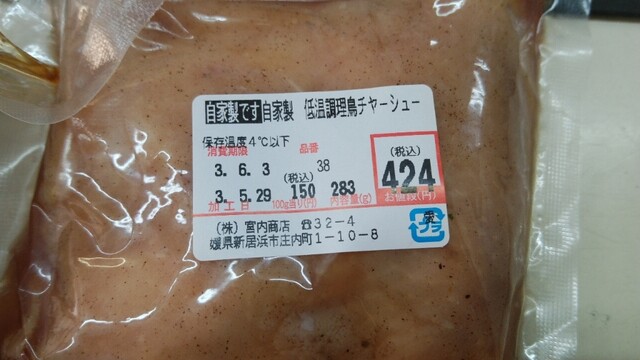 自家製です自家製 低温調理鳥チャーシュー
保存温度4℃以下
消費期限 品番
3. 6. 3 38
(税込) (税込)
3. 5.29 150 283 424
加工日 100g当り(円) 内容量(g) お値段(円)
(株)宮内商店 ☎32-4
愛
媛県新居浜市庄内町1-10-8
プラ